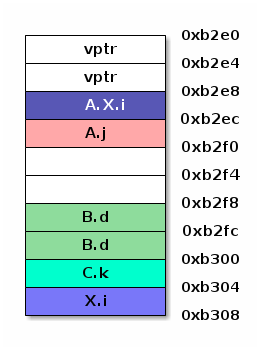 0xb2e0
vptr
0xb2e4
vptr
0xb2e8
A.X.i
0xb2ec
A.j
0xb2f0
0xb2f4
0xb2f8
B.d
0xb2fc
B.d
0xb300
C.k
0xb304
X.i
0xb308